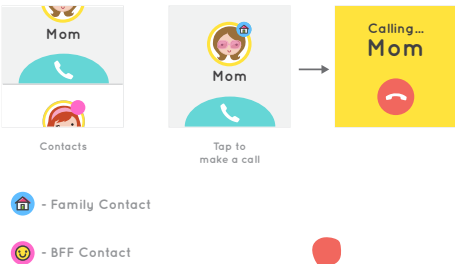 Mom
Contacts
Mom
Tap to
make a call
Calling...
Mom
- Family Contact
- BFF Contact